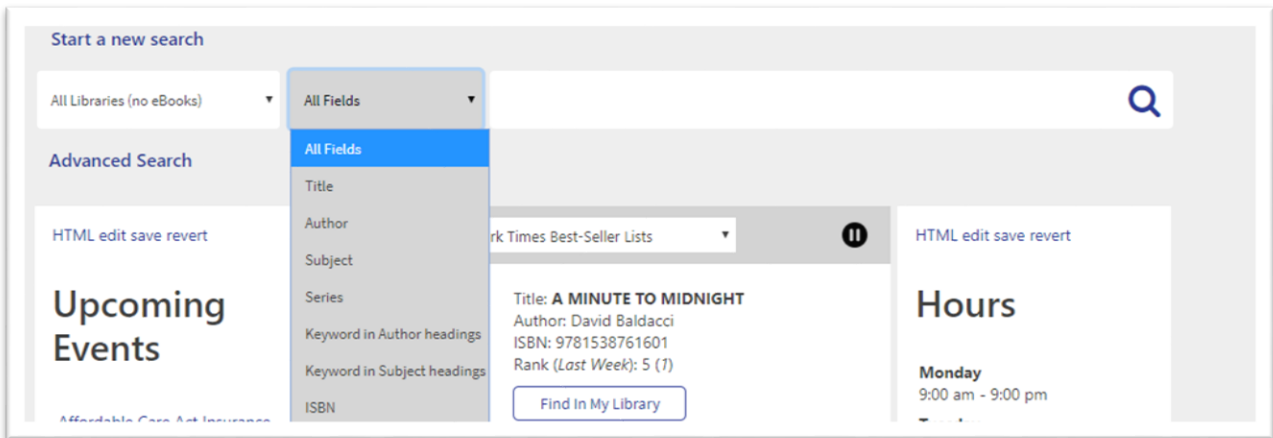 Start a new search
All Libraries (no eBooks)
All Fields
All Fields
Title
Author
Subject
Series
Keyword in Author headings
Keyword in Subject headings
ISBN
Advanced Search
HTML edit save revert
Upcoming
Events
Affordable Care Act Insurance
Times Best-Seller Lists
Title: A MINUTE TO MIDNIGHT
Author: David Baldacci
ISBN: 9781538761601
Rank (Last Week): 5 (1)
Find In My Library
HTML edit save revert
Hours
Monday
9:00 am - 9:00 pm